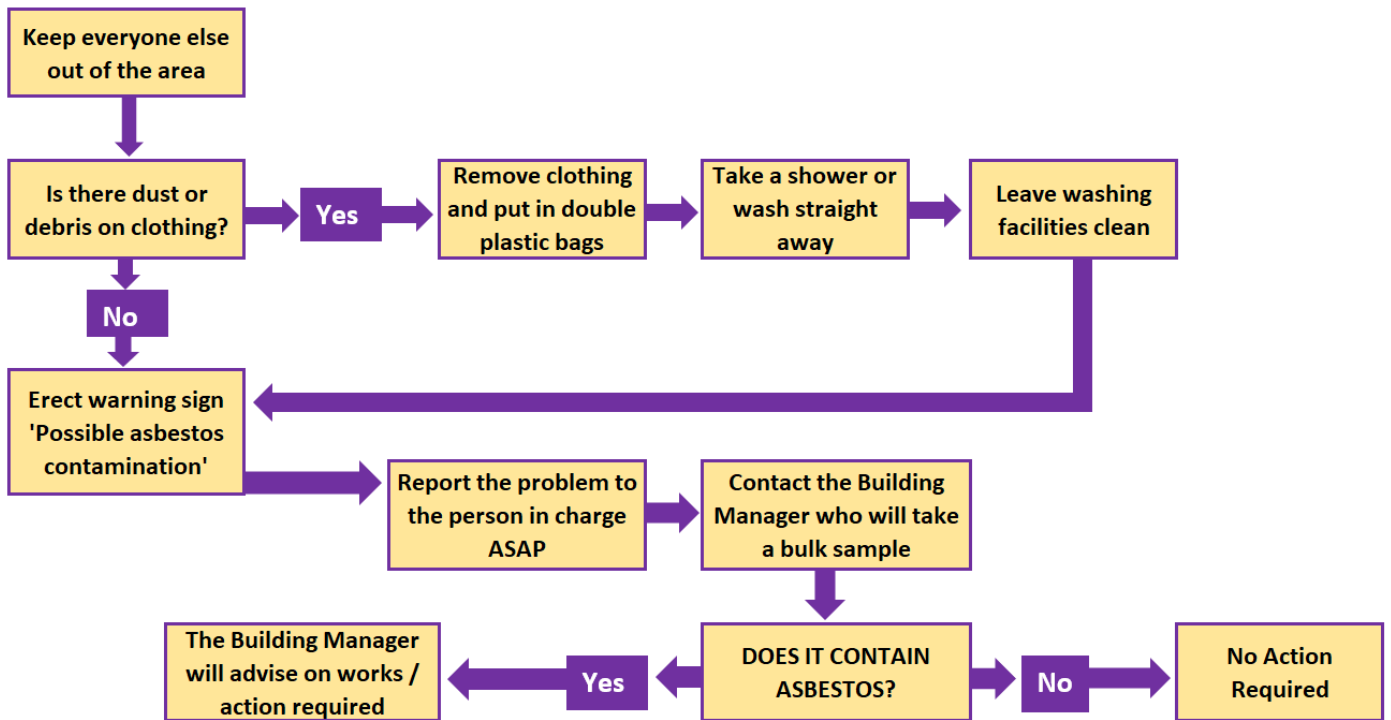 Keep everyone else
out of the area
Is there dust or
debris on clothing?
Yes
Remove clothing
and put in double
plastic bags
Take a shower or
wash straight
away
Leave washing
facilities clean
No
Erect warning sign
'Possible asbestos
contamination'
Report the problem to
the person in charge
ASAP
Contact the Building
Manager who will take
a bulk sample
DOES IT CONTAIN
ASBESTOS?
Yes
The Building Manager
will advise on works /
action required
No
No Action
Required